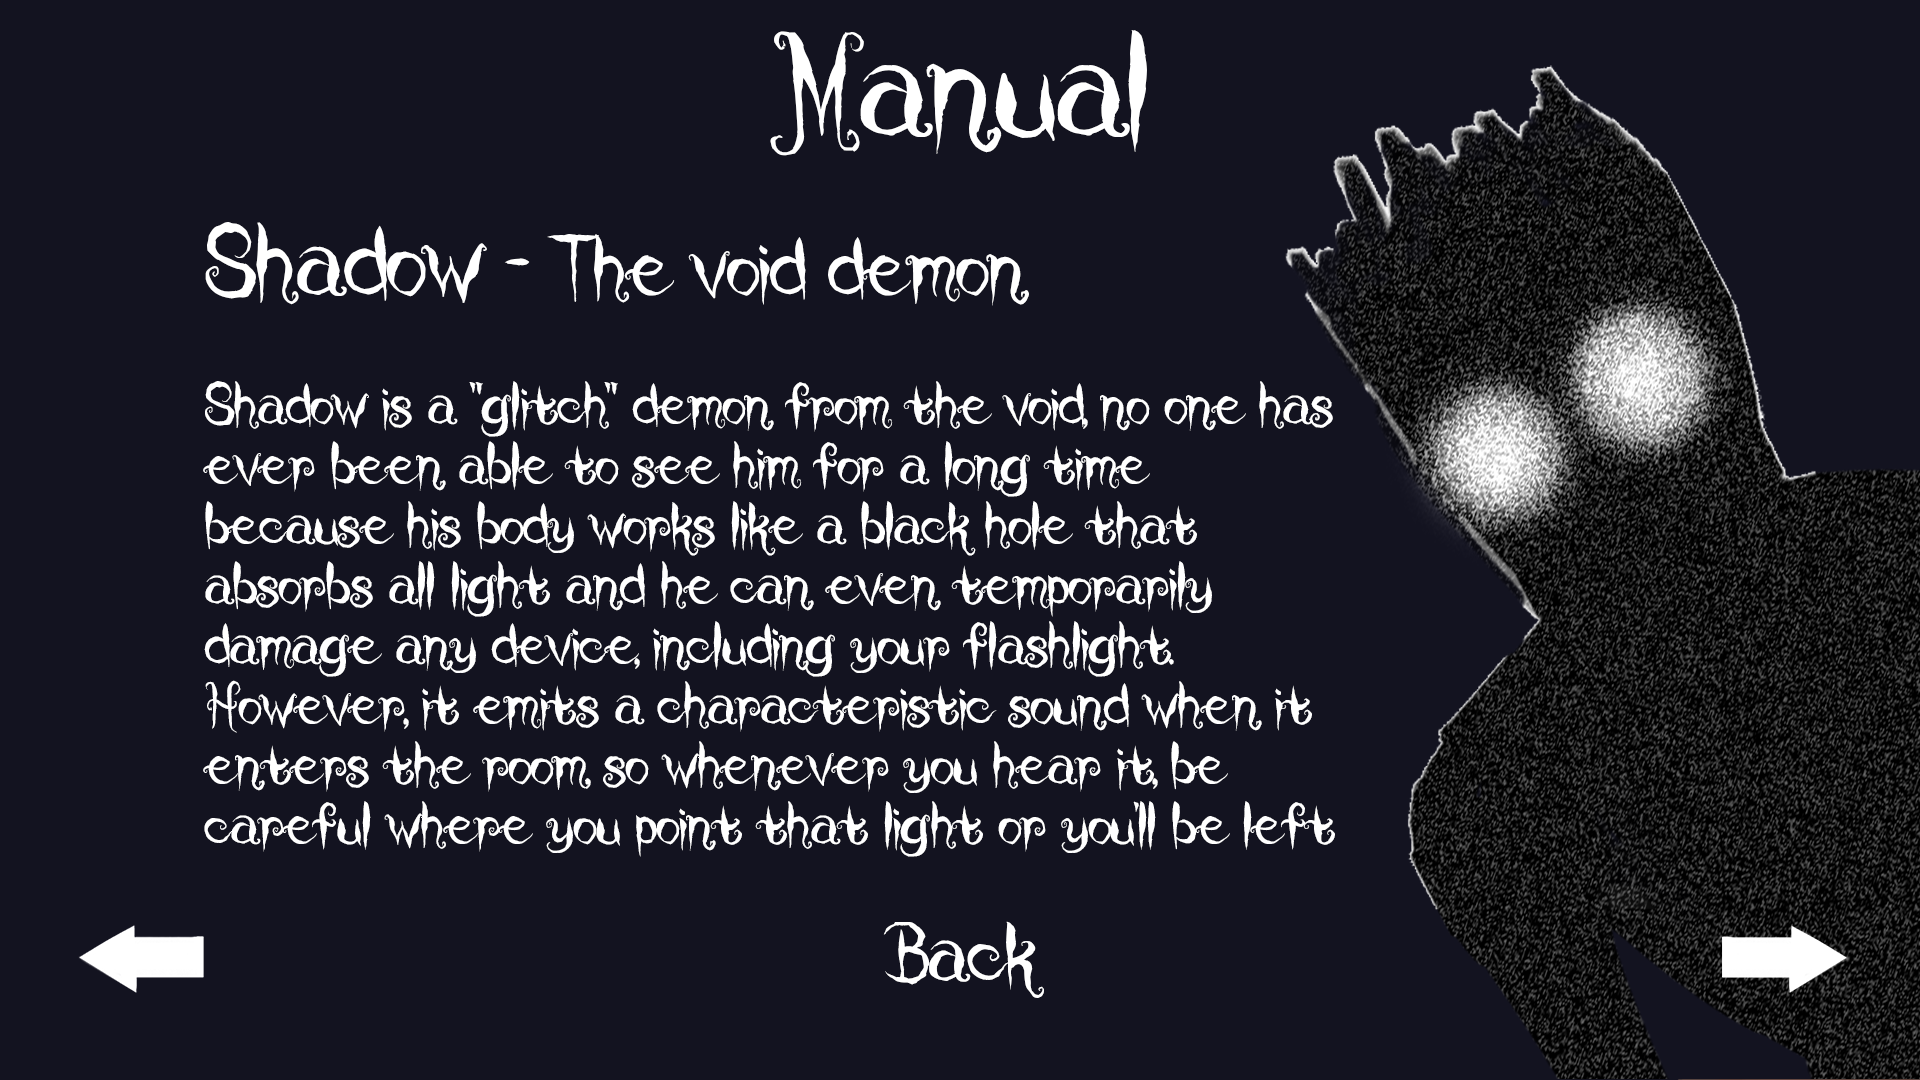 Manual
Shadow - The void demon
Shadow is a "glitch" demon from the void, no one has
ever been able to see him for a long time
because his body works like a black hole that
absorbs all light and he can even temporarily
damage any device, including your flashlight.
However, it emits a characteristic sound when it
enters the room, so whenever you hear it, be
careful where you point that light or you'll be left
Back